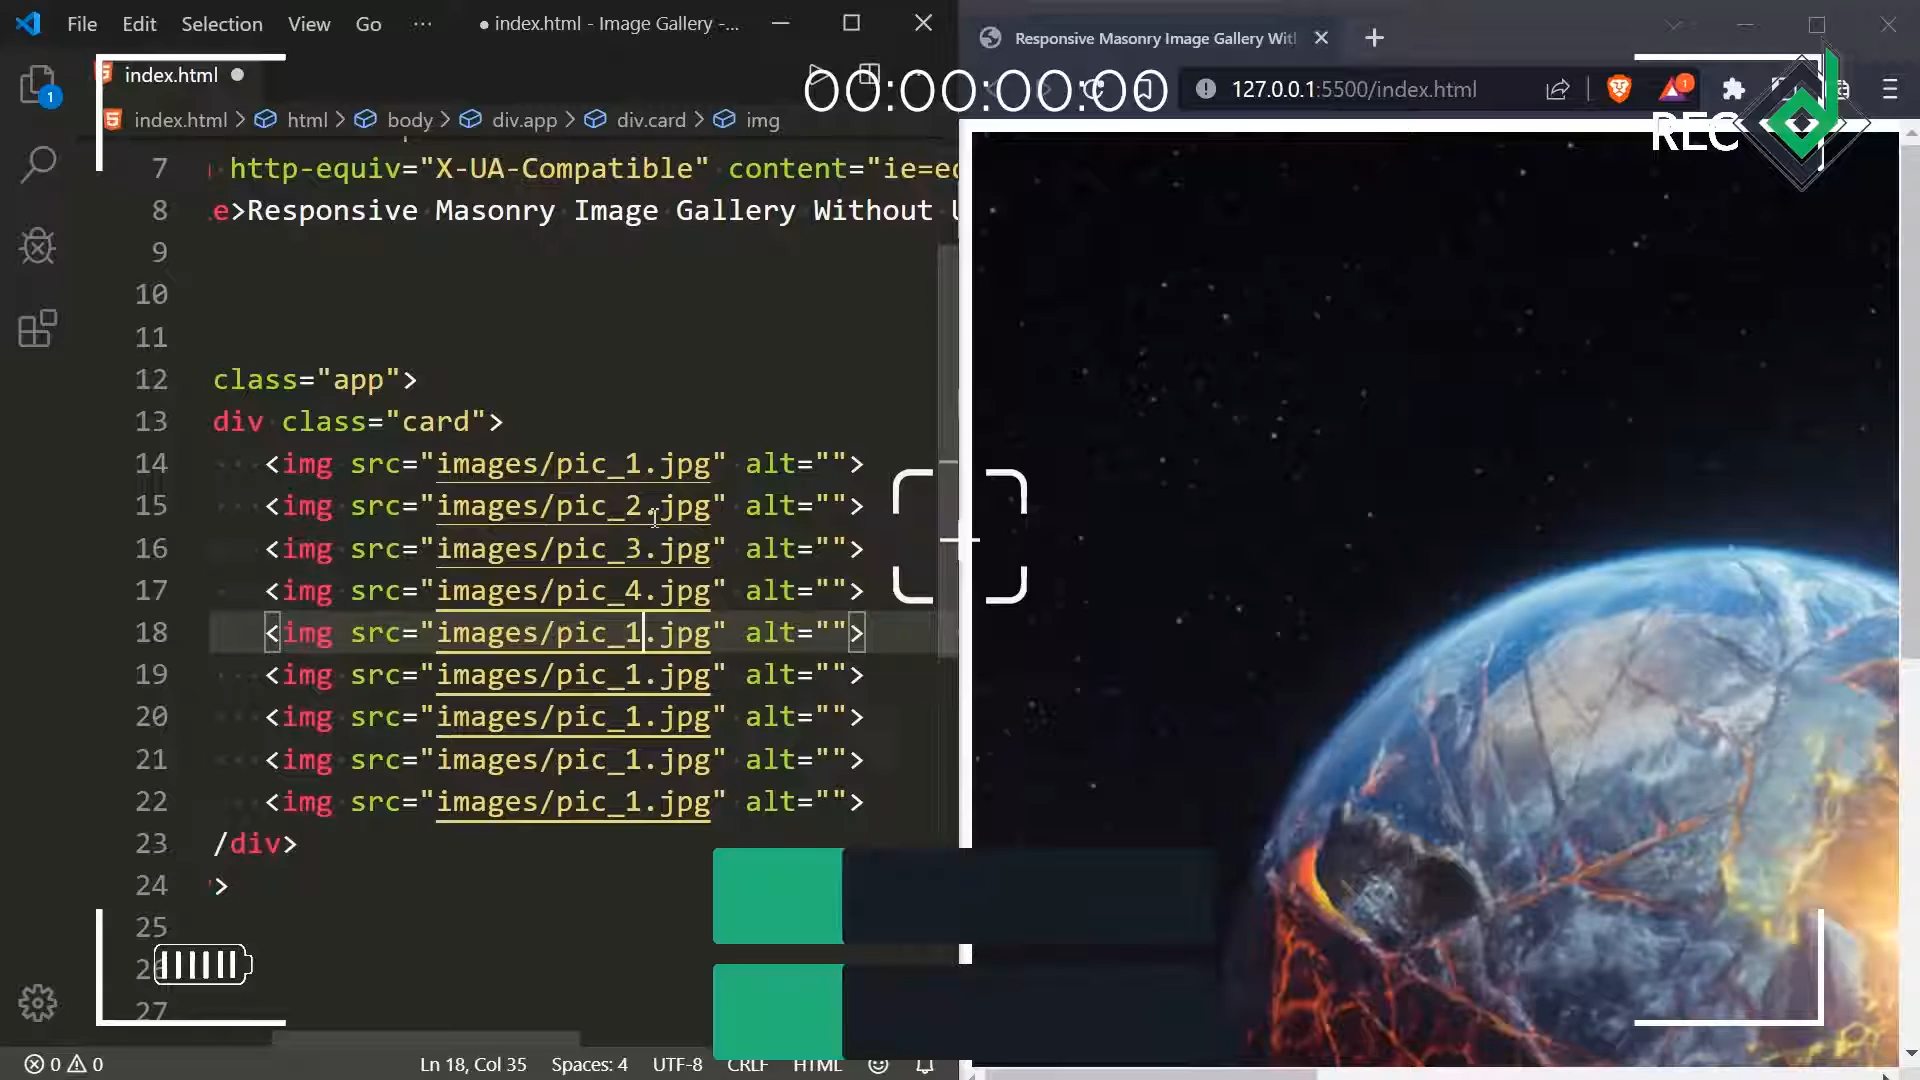 File Edit Selection View Go ··· ● index.html - Image Gallery -...
index.html ●
index.html > html > body > div.app > div.card > img
Responsive Masonry Image Gallery Wit
127.0.0.1:5500/index.html
1
1
00:00:00:00
REC
7 http-equiv="X-UA-Compatible" content="ie=ed
8 e>Responsive Masonry Image Gallery Without
9
10
11
12 class="app">
13 div class="card">
14 <img src="images/pic_1.jpg" alt="">
15 <img src="images/pic_2.jpg" alt="">
16 <img src="images/pic_3.jpg" alt="">
17 <img src="images/pic_4.jpg" alt="">
18 <img src="images/pic_1.jpg" alt="">
19 <img src="images/pic_1.jpg" alt="">
20 <img src="images/pic_1.jpg" alt="">
21 <img src="images/pic_1.jpg" alt="">
22 <img src="images/pic_1.jpg" alt="">
23 /div>
24 >
25
26
27
0 0 Ln 18, Col 35 Spaces: 4 UTF-8 CRLF HTML